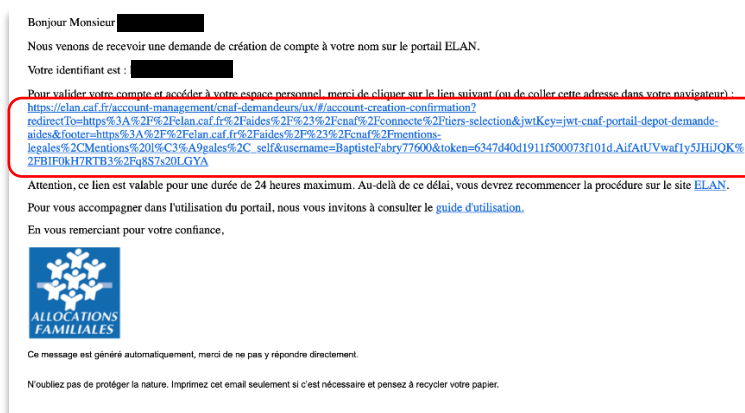 Bonjour Monsieur
Nous venons de recevoir une demande de création de compte à votre nom sur le portail ELAN.
Votre identifiant est :
Pour valider votre compte et accéder à votre espace personnel, merci de cliquer sur le lien suivant (ou de coller cette adresse dans votre navigateur) :
https://elan.caf.fr/account-management/cnaf-demandeurs/ux/#/account-creation-confirmation?
redirectTo=https%3A%2F%2Felan.caf.fr%2Faides%2F%23%2Fcnaf%2Fconnecte%2Ftiers-selection&jwtKey=jwt-cnaf-portail-depot-demande-
aides&footer=https%3A%2F%2Felan.caf.fr%2Faides%2F%23%2Fcnaf%2Fmentions-
legales%2CMentions%20l%C3%A9gales%2C_self&username=BaptisteFabry77600&token=6347d40d1911f500073f101d.AifAtUVwaf1y5JHiJQK%
2FBIF0kH7RTB3%2Fq8S7s20LGYA
Attention, ce lien est valable pour une durée de 24 heures maximum. Au-delà de ce délai, vous devrez recommencer la procédure sur le site ELAN.
Pour vous accompagner dans l'utilisation du portail, nous vous invitons à consulter le guide d'utilisation.
En vous remerciant pour votre confiance,
ALLOCATIONS
FAMILIALES
Ce message est généré automatiquement, merci de ne pas y répondre directement.
N'oubliez pas de protéger la nature. Imprimez cet email seulement si c'est nécessaire et pensez à recycler votre papier.